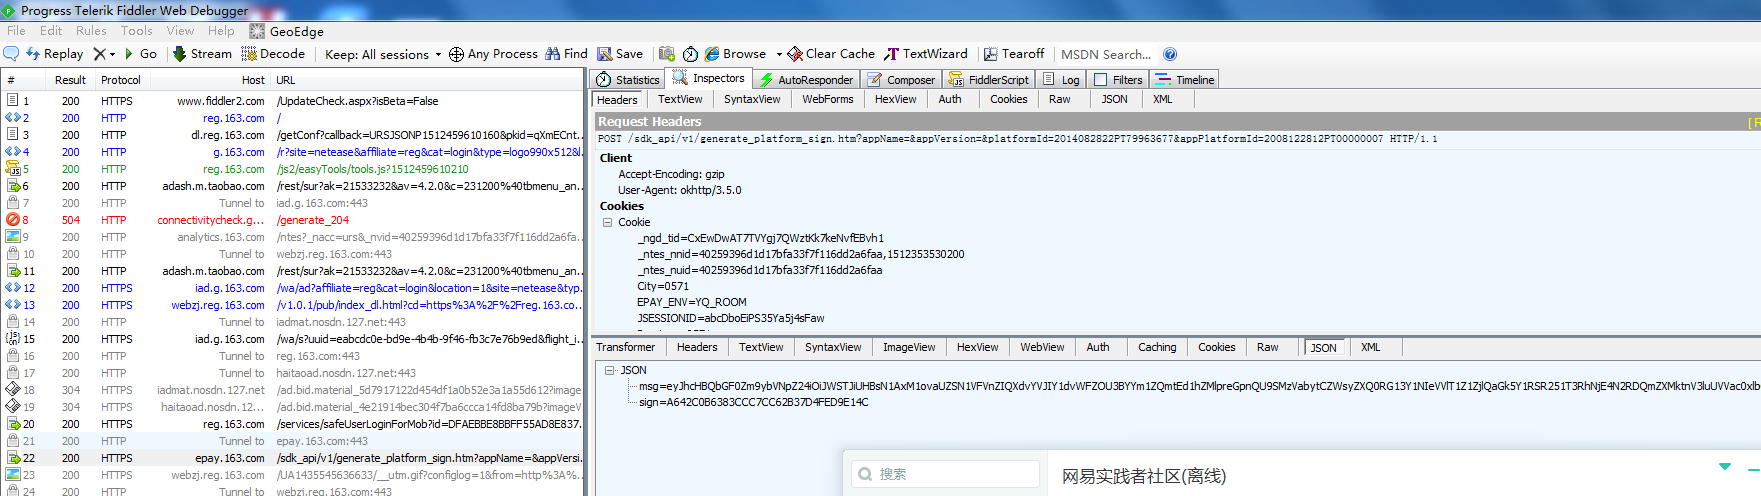 Progress Telerik Fiddler Web Debugger
File Edit Rules Tools View Help GeoEdge
Replay X Go Stream Decode Keep: All sessions Any Process Find Save Browse Clear Cache TextWizard Tearoff MSDN Search...
# Result Protocol Host URL
1 200 HTTPS www.fiddler2.com /UpdateCheck.aspx?isBeta=False
2 200 HTTPS reg.163.com /
3 200 HTTPS dl.reg.163.com /getConf?callback=URSJSONP1512459610160&pkid=qXmECnt...
4 200 HTTPS g.163.com /r?site=netease&affiliate=reg&cat=login&type=logo990x512&l...
5 200 HTTPS reg.163.com /js2/easyTools/tools.js?1512459610210
6 200 HTTP adash.m.taobao.com /rest/sur?ak=21533232&av=4.2.0&c=231200%40tbmenu_an...
7 200 HTTP Tunnel to iad.g.163.com:443
8 504 HTTP connectivitycheck.g... /generate_204
9 200 HTTP analytics.163.com /ntes?_nacc=urs&_nvid=40259396d1d17bfa33f7f116dd2a6fa...
10 200 HTTP Tunnel to webzj.reg.163.com:443
11 200 HTTP adash.m.taobao.com /rest/sur?ak=21533232&av=4.2.0&c=231200%40tbmenu_an...
12 200 HTTPS iad.g.163.com /wa/ad?affiliate=reg&cat=login&location=1&site=netease&typ...
13 200 HTTPS webzj.reg.163.com /v1.0.1/pub/index_dl.html?cd=https%3A%2F%2Freg.163.co...
14 200 HTTP Tunnel to iadmat.nosdn.127.net:443
15 200 HTTPS iad.g.163.com /wa/s?uuid=eabcdc0e-bd9e-4b4b-9f46-fb3c7e76b9ed&flight_i...
16 200 HTTP Tunnel to reg.163.com:443
17 200 HTTP Tunnel to haitaoad.nosdn.127.net:443
18 304 HTTPS iadmat.nosdn.127.net /ad.bid.material_5d7917122d454df1a0b52e3a1a55d612?image...
19 304 HTTPS haitaoad.nosdn.12... /ad.bid.material_4e21914bec304f7ba6ccca14fd8ba79b?imageV...
20 200 HTTPS reg.163.com /services/safeUserLoginForMob?id=DFAEBBE8BBFF55AD8E837...
21 200 HTTP Tunnel to epay.163.com:443
22 200 HTTPS epay.163.com /sdk_api/v1/generate_platform_sign.htm?appName=&appVersi...
23 200 HTTPS webzj.reg.163.com /UA1435545636633/__utm.gif?configlog=1&from=http%3A%...
24 200 HTTP Tunnel to webzj.reg.163.com:443
Statistics Inspectors AutoResponder Composer FiddlerScript Log Filters Timeline
Headers TextView SyntaxView WebForms HexView Auth Cookies Raw JSON XML
Request Headers [ R
POST /sdk_api/v1/generate_platform_sign.htm?appName=&appVersion=&platformId=2014082822PT79963677&appPlatformId=2008122812PT00000007 HTTP/1.1
Client
Accept-Encoding: gzip
User-Agent: okhttp/3.5.0
Cookies
Cookie
_ngd_tid=CxEwDwAT7TVYgj7QWztKk7keNvfEBvh1
_ntes_nnid=40259396d1d17bfa33f7f116dd2a6faa,1512353530200
_ntes_nuid=40259396d1d17bfa33f7f116dd2a6faa
City=0571
EPAY_ENV=YQ_ROOM
JSESSIONID=abcDboEiPS35Ya5j4sFaw
Transformer Headers TextView SyntaxView ImageView HexView WebView Auth Caching Cookies Raw JSON XML
JSON
sign=A642C0B6383CCC7CC62B37D4FED9E14C
搜索
网易实践者社区(离线)